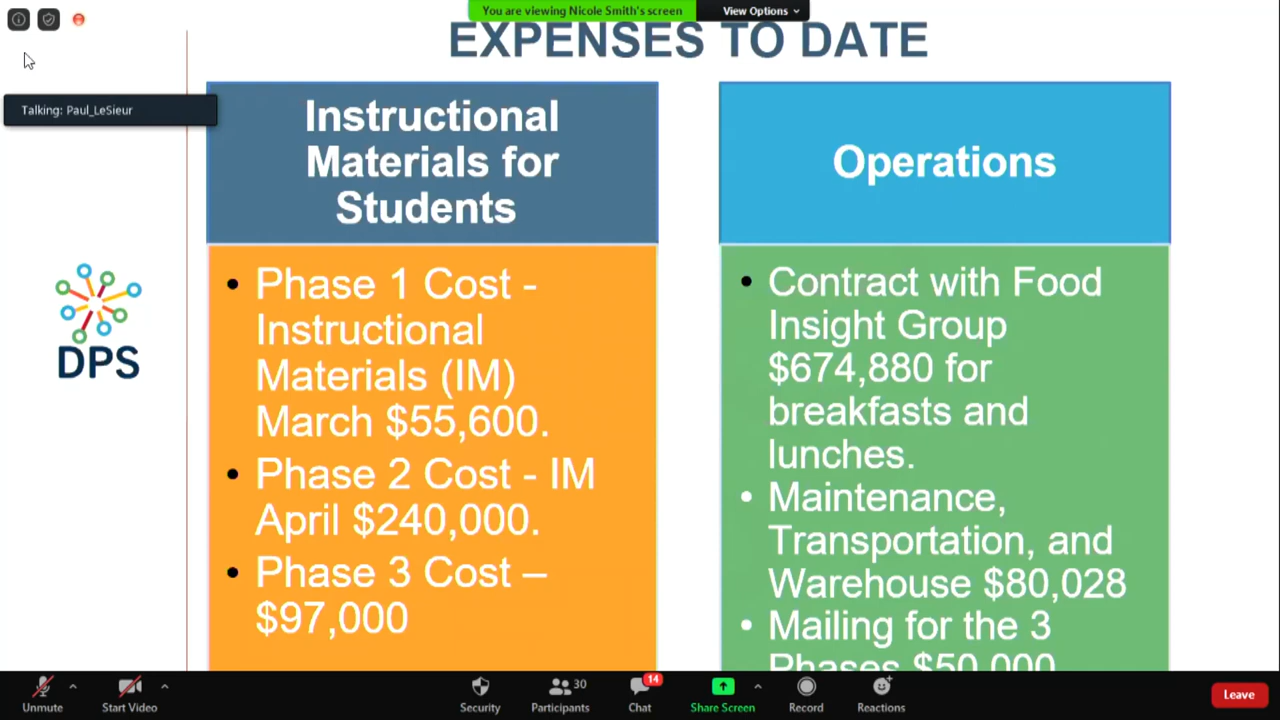 You are viewing Nicole Smith's screen
View Options
EXPENSES TO DATE
Talking: Paul_LeSieur
Instructional
Materials for
Students
Operations
DPS
• Phase 1 Cost -
Instructional
Materials (IM)
March $55,600.
• Phase 2 Cost - IM
April $240,000.
• Phase 3 Cost –
$97,000
• Contract with Food
Insight Group
$674,880 for
breakfasts and
lunches.
• Maintenance,
Transportation, and
Warehouse $80,028
• Mailing for the 3
Phases $50,000
Unmute
Start Video
Security
30
Participants
14
Chat
Share Screen
Record
Reactions
Leave